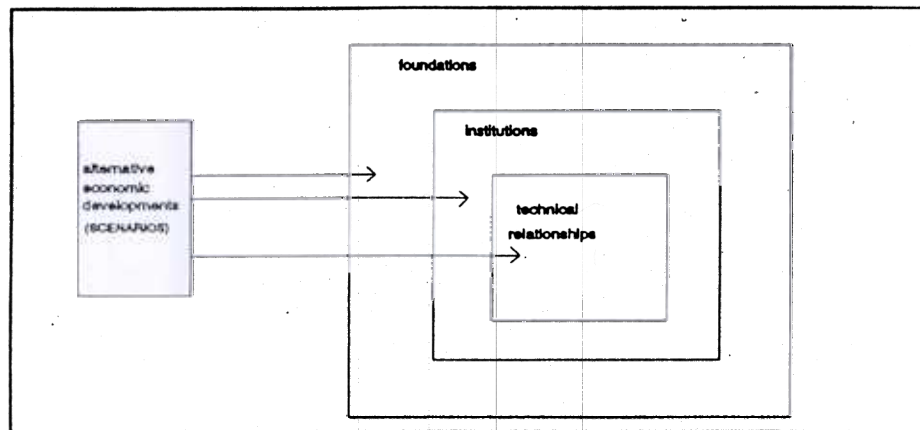 foundations
institutions
alternative
economic
developments
(SCENARIOS)
technical
relationships